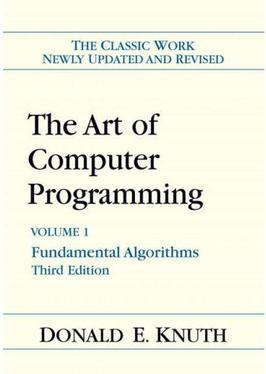 THE CLASSIC WORK
NEWLY UPDATED AND REVISED
The Art of
Computer
Programming
VOLUME 1
Fundamental Algorithms
Third Edition
DONALD E. KNUTH